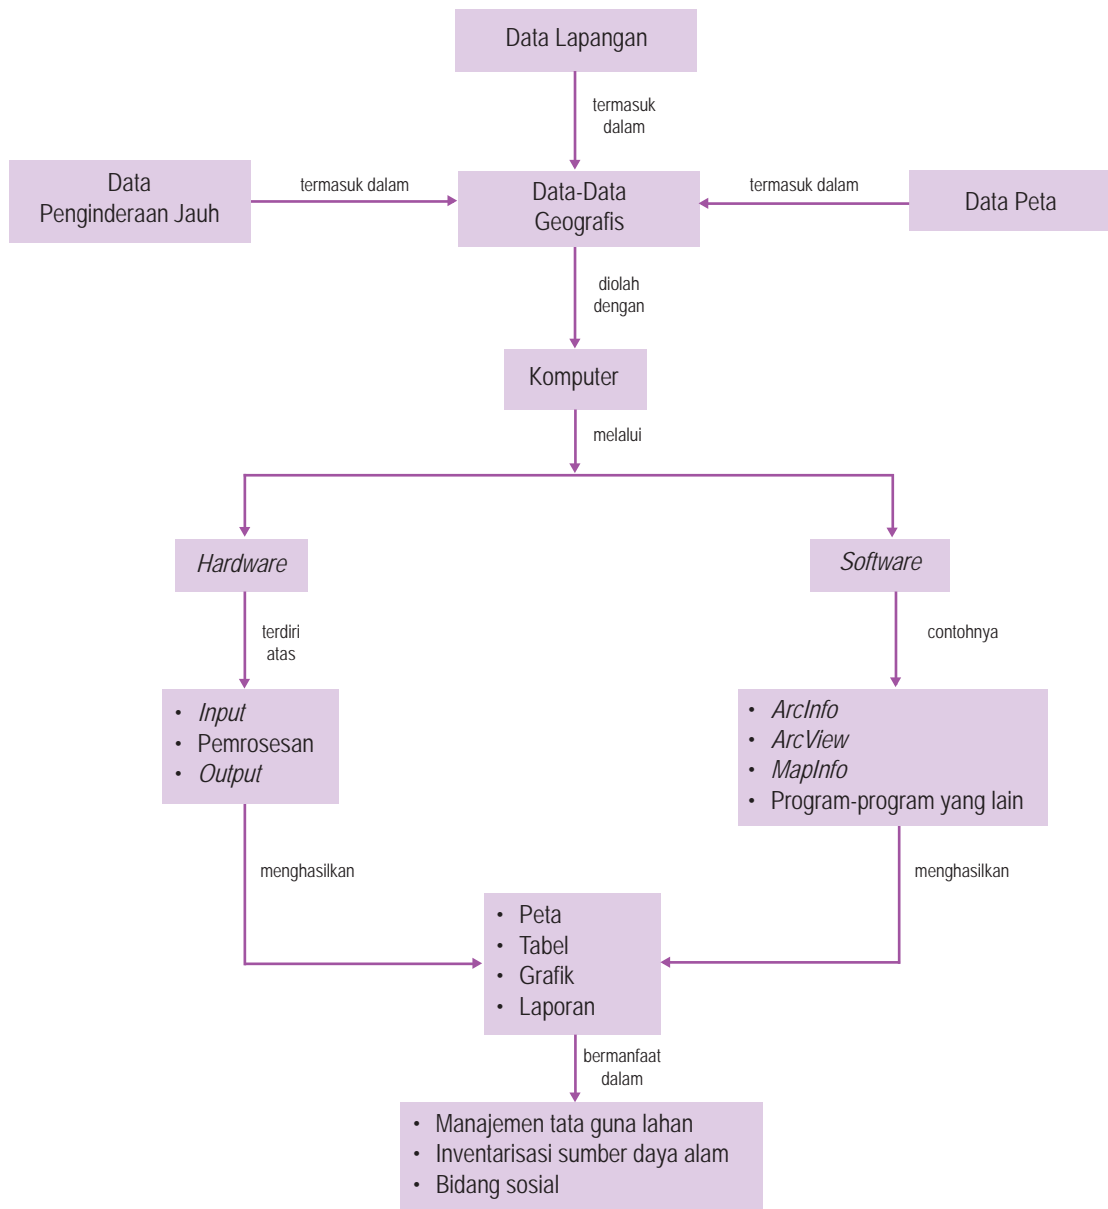 Data Lapangan
termasuk
dalam
Data
Penginderaan Jauh
termasuk dalam
Data-Data
Geografis
termasuk dalam
Data Peta
diolah
dengan
Komputer
melalui
Hardware
Software
terdiri
atas
contohnya
• Input
• Pemrosesan
• Output
• ArcInfo
• ArcView
• MapInfo
• Program-program yang lain
menghasilkan
menghasilkan
• Peta
• Tabel
• Grafik
• Laporan
bermanfaat
dalam
• Manajemen tata guna lahan
• Inventarisasi sumber daya alam
• Bidang sosial